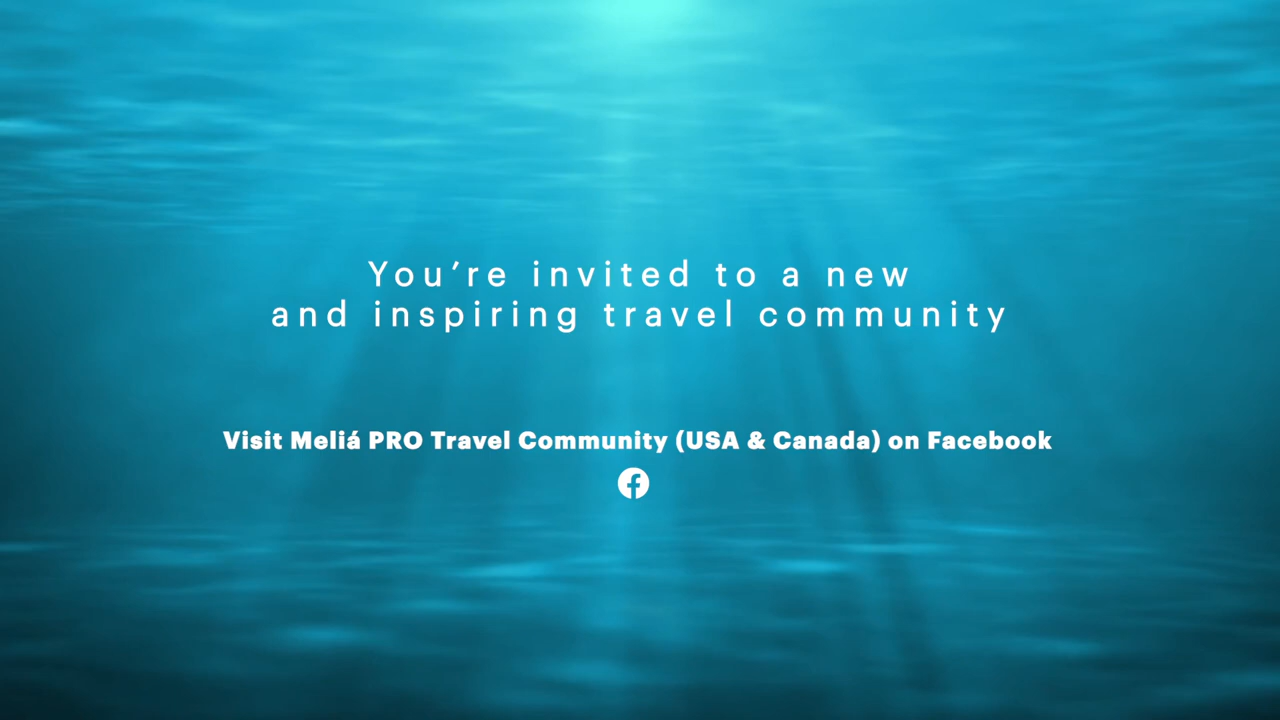 You’re invited to a new
and inspiring travel community
Visit Meliá PRO Travel Community (USA & Canada) on Facebook